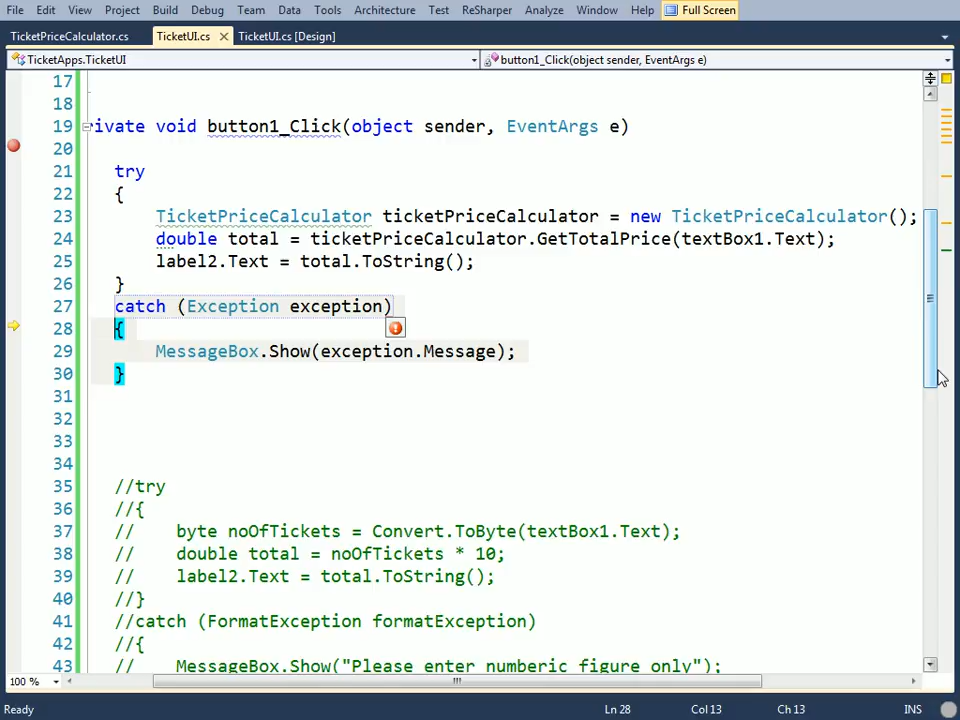 File Edit View Project Build Debug Team Data Tools Architecture Test ReSharper Analyze Window Help Full Screen
TicketPriceCalculator.cs TicketUI.cs TicketUI.cs [Design]
TicketApps.TicketUI button1_Click(object sender, EventArgs e)
17
18
19 ivate void button1_Click(object sender, EventArgs e)
20
21 try
22 {
23 TicketPriceCalculator ticketPriceCalculator = new TicketPriceCalculator();
24 double total = ticketPriceCalculator.GetTotalPrice(textBox1.Text);
25 label2.Text = total.ToString();
26 }
27 catch (Exception exception)
28 {
29 MessageBox.Show(exception.Message);
30 }
31
32
33
34
35 //try
36 //{
37 // byte noOfTickets = Convert.ToByte(textBox1.Text);
38 // double total = noOfTickets * 10;
39 // label2.Text = total.ToString();
40 //}
41 //catch (FormatException formatException)
42 //{
43 // MessageBox.Show("Please enter numberic figure only");
100 %
Ready Ln 28 Col 13 Ch 13 INS